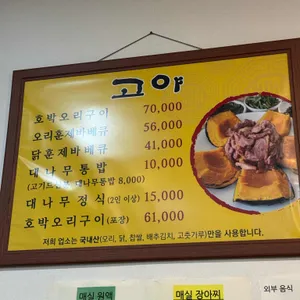 고야
호박오리구이 70,000
오리훈제바베큐 56,000
닭훈제바베큐 41,000
대나무통밥 10,000
대나무통밥 8,000)
대나무정식(2인 이상) 15,000
호박오리구이(포장) 61,000
저희 업소는 국내산(오리, 닭, 찹쌀, 배추김치, 고춧가루)만을 사용합니다.
매실 원액
매실 장아찌
외부 음식